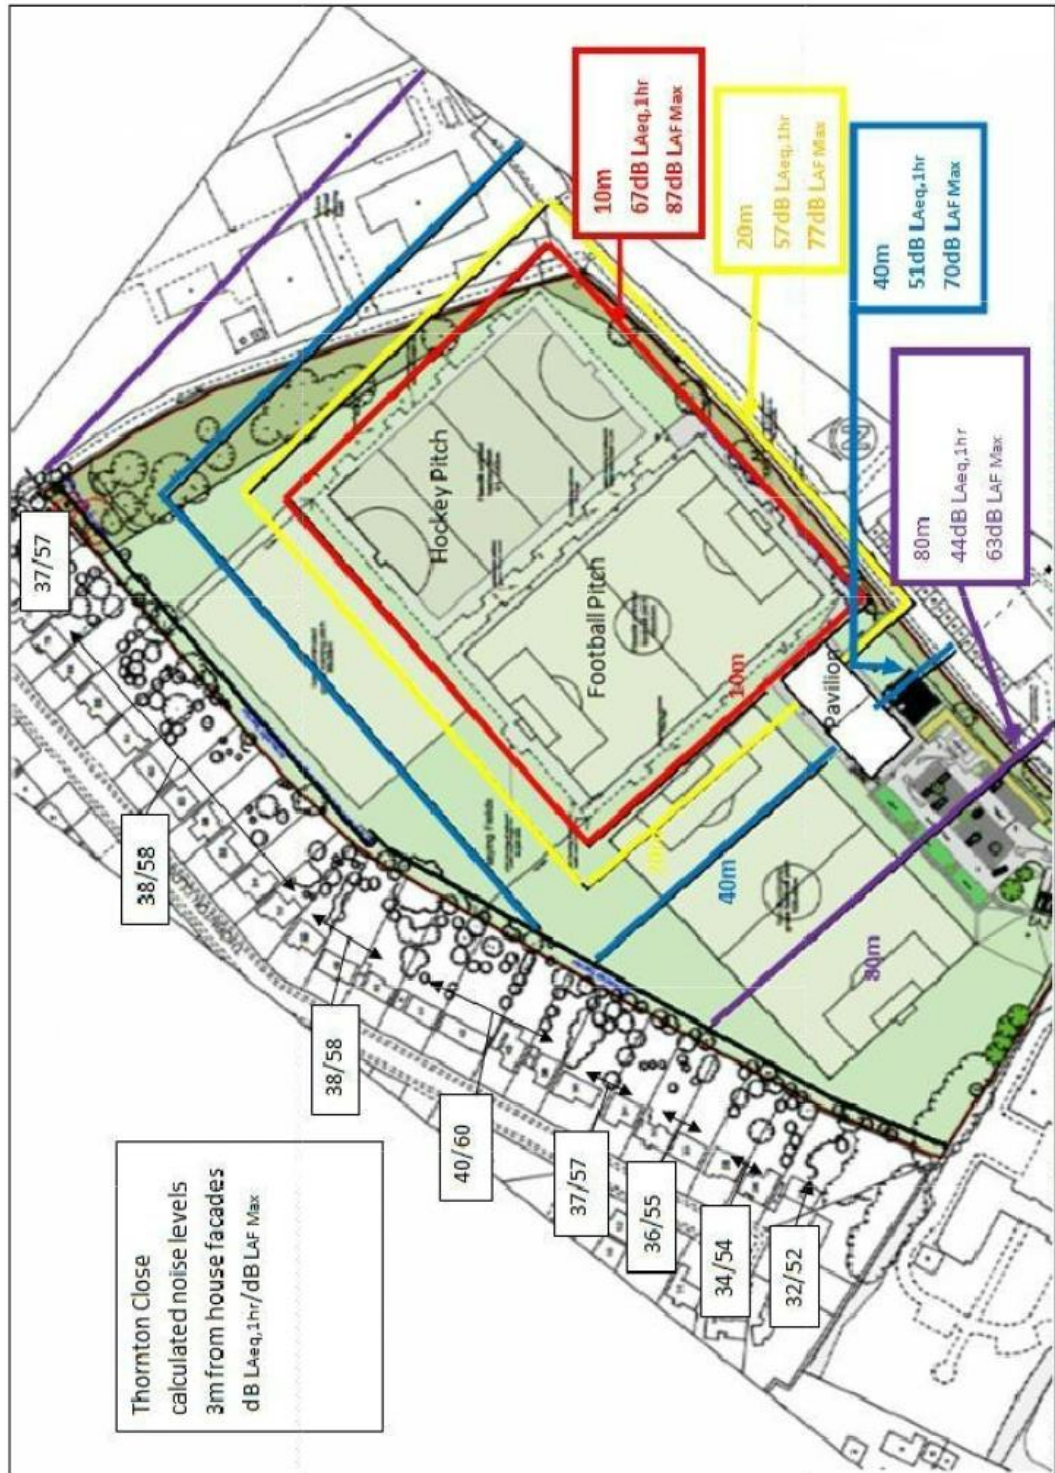 Thornton Close
calculated noise levels
3m from house facades
dB LAeq,1hr/dB LAF Max
37/57
38/58
38/58
40/60
37/57
36/55
34/54
32/52
10m
67dB LAeq,1hr
87dB LAF Max
20m
57dB LAeq,1hr
77dB LAF Max
40m
51dB LAeq,1hr
70dB LAF Max
80m
44dB LAeq,1hr
63dB LAF Max
Hockey Pitch
Football Pitch
Pavilion
10m
20m
40m
80m
Playing Fields
N